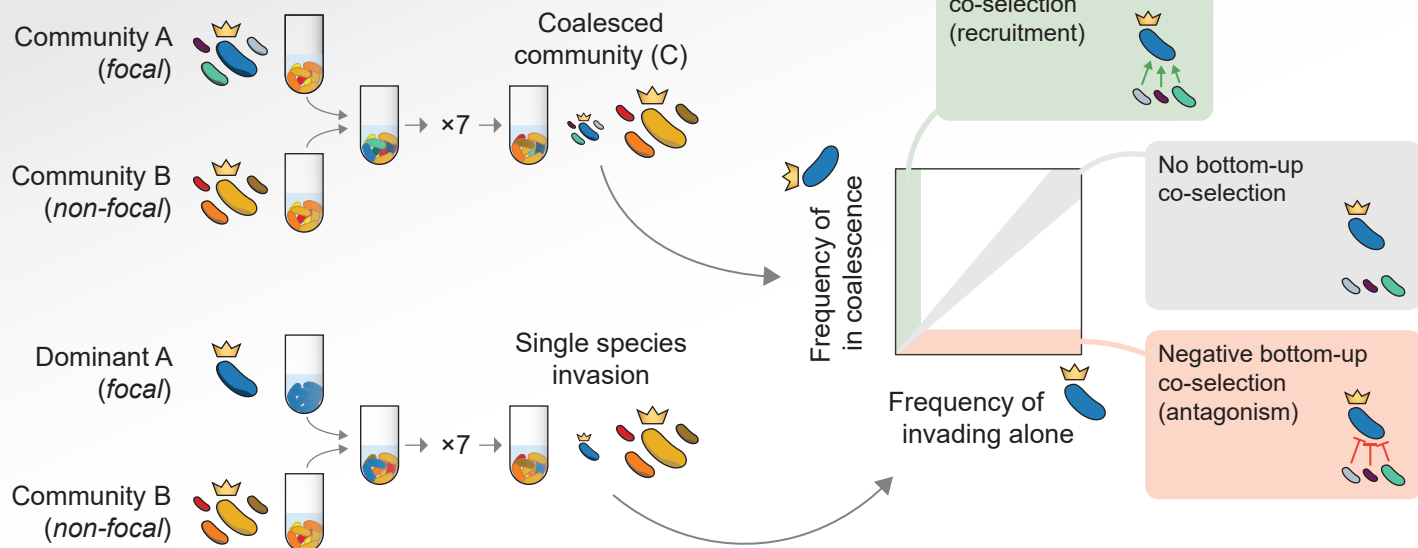 Community A
(focal)
Community B
(non-focal)
×7
Coalesced
community (C)
Dominant A
(focal)
Community B
(non-focal)
×7
Single species
invasion
Frequency of
in coalescence
Frequency of
invading alone
co-selection
(recruitment)
No bottom-up
co-selection
Negative bottom-up
co-selection
(antagonism)